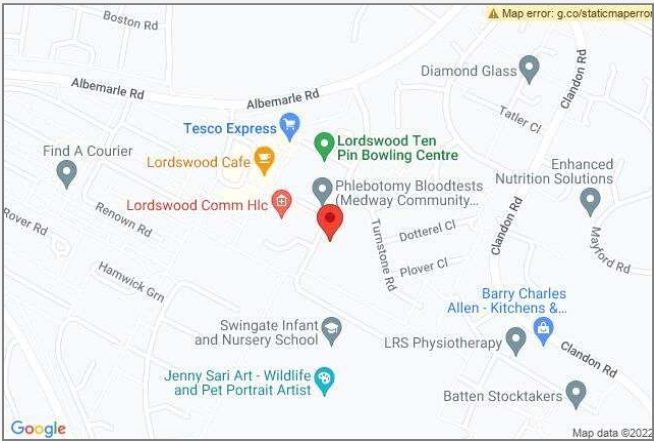 Boston Rd
Map error: g.co/staticmaperror
Albemarle Rd
Albemarle Rd
Diamond Glass
Clandon Rd
Tesco Express
Tatler Cl
Find A Courier
Lordswood Cafe
Lordswood Ten
Pin Bowling Centre
Enhanced
Nutrition Solutions
Lordswood Comm Hlc
Phlebotomy Bloodtests
(Medway Community...
Rover Rd
Renown Rd
Turnstone Rd
Dotterel Cl
Clandon Rd
Mayford Rd
Plover Cl
Hamwick Grn
Barry Charles
Allen - Kitchens &...
Swingate Infant
and Nursery School
LRS Physiotherapy
Clandon Rd
Jenny Sari Art - Wildlife
and Pet Portrait Artist
Batten Stocktakers
Google
Map data ©2022